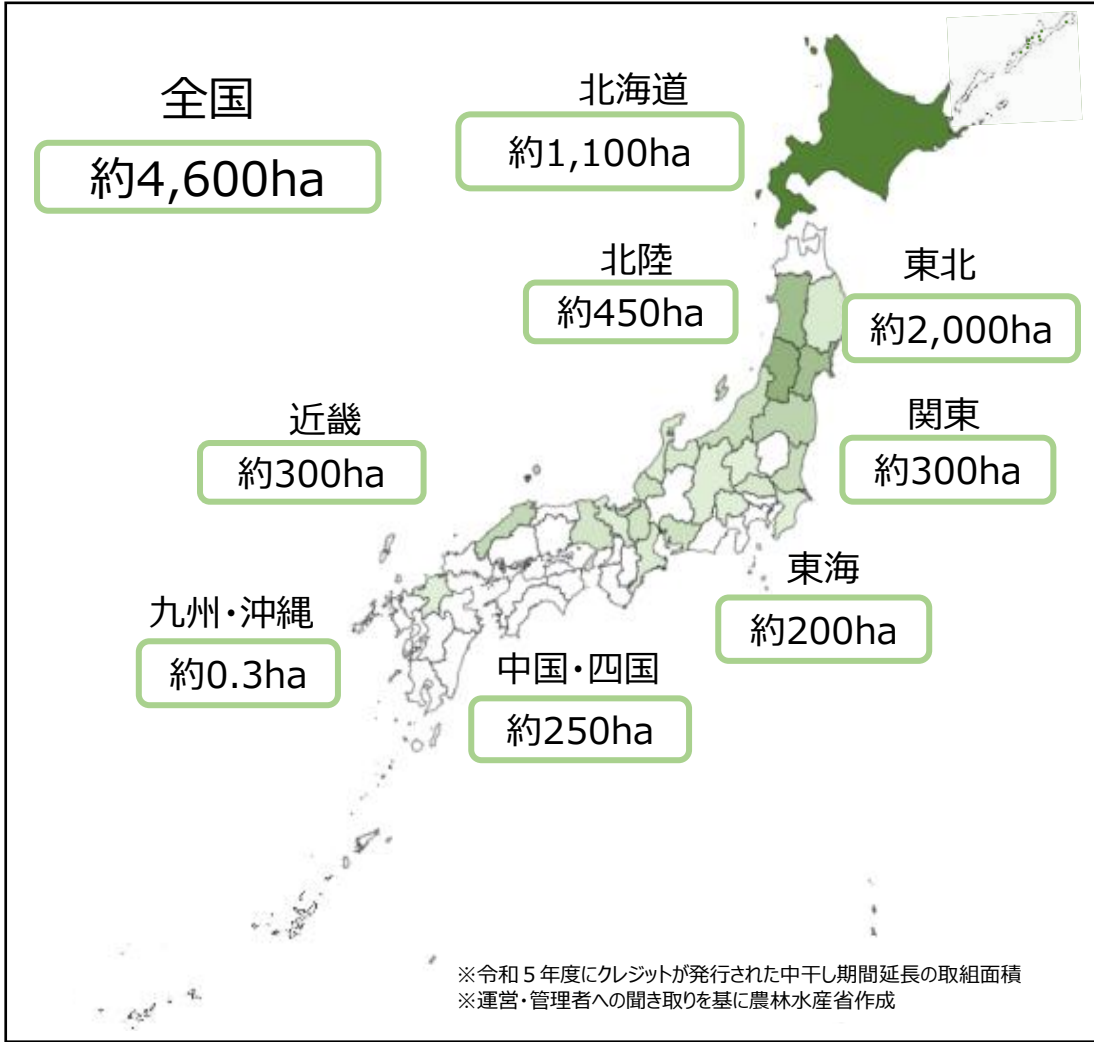 全国
約4,600ha
北海道
約1,100ha
北陸
約450ha
東北
約2,000ha
近畿
約300ha
関東
約300ha
東海
約200ha
九州・沖縄
約0.3ha
中国・四国
約250ha
※令和５年度にクレジットが発行された中干し期間延長の取組面積
※運営・管理者への聞き取りを基に農林水産省作成